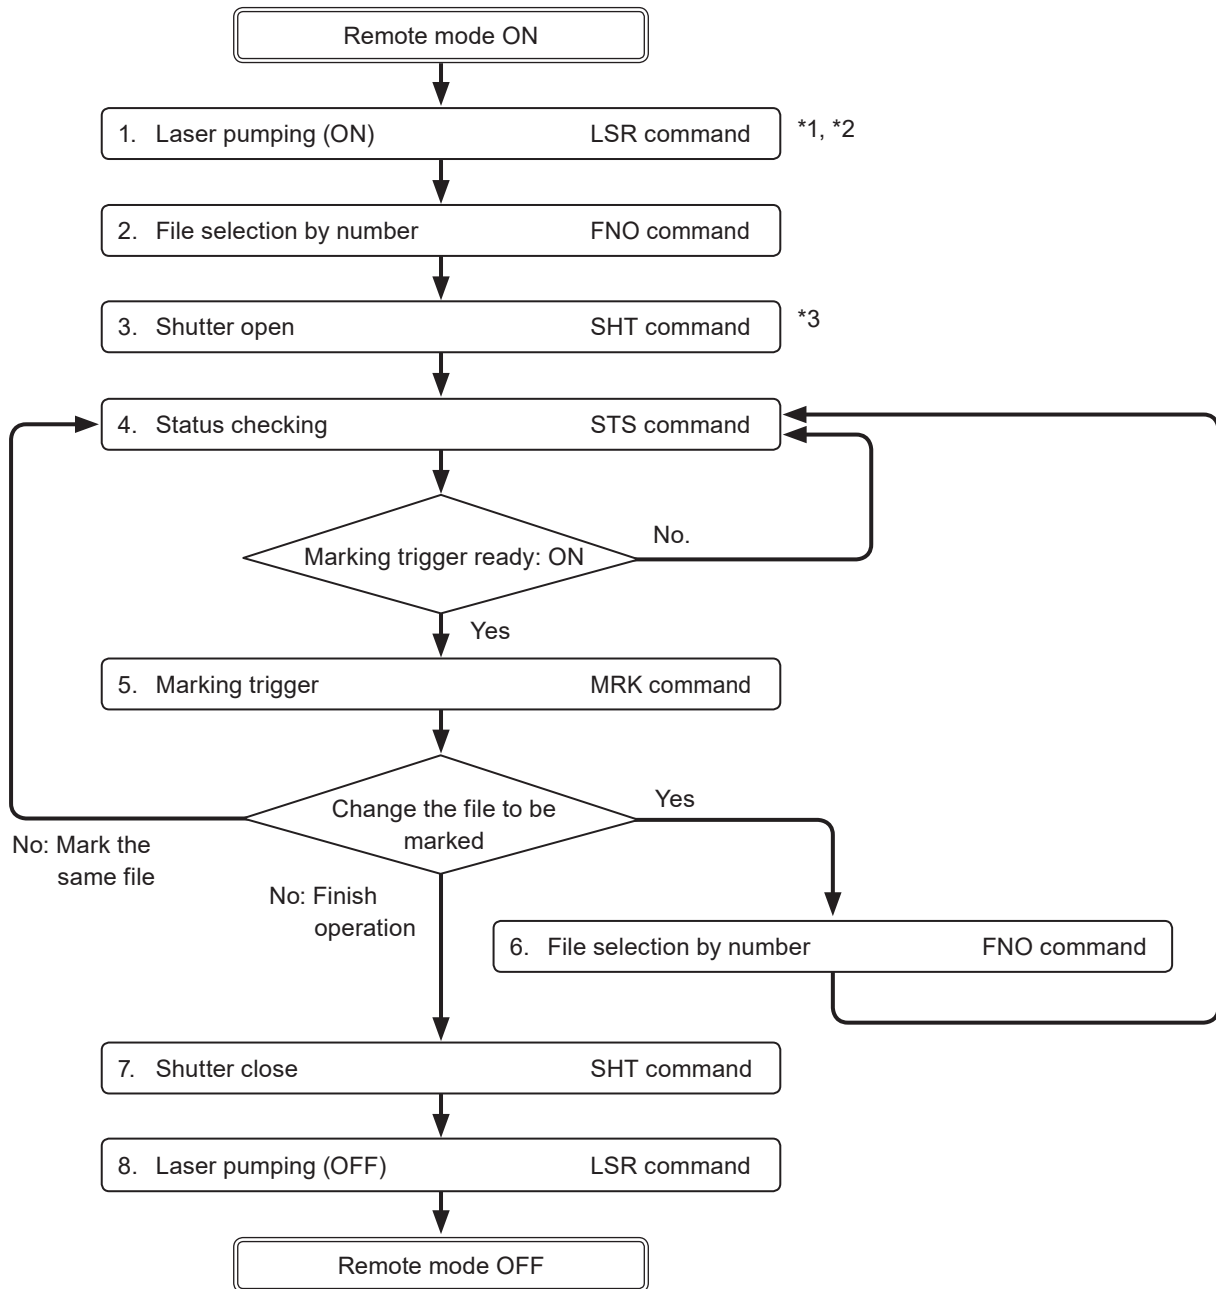 Remote mode ON
1. Laser pumping (ON) LSR command *1, *2
2. File selection by number FNO command
3. Shutter open SHT command *3
4. Status checking STS command
Marking trigger ready: ON
No.
Yes
5. Marking trigger MRK command
Change the file to be
marked
Yes
No: Mark the
same file
No: Finish
operation
6. File selection by number FNO command
7. Shutter close SHT command
8. Laser pumping (OFF) LSR command
Remote mode OFF